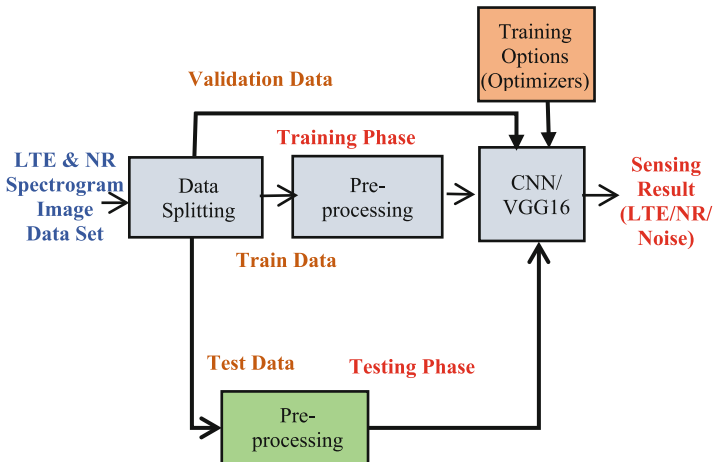 Training
Options
(Optimizers)
Validation Data
Training Phase
LTE & NR
Spectrogram
Image
Data Set
Data
Splitting
Pre-
processing
CNN/
VGG16
Sensing
Result
(LTE/NR/
Noise)
Train Data
Test Data
Testing Phase
Pre-
processing